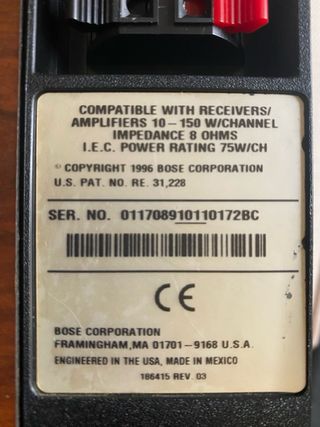 COMPATIBLE WITH RECEIVERS/
AMPLIFIERS 10 – 150 W/CHANNEL
IMPEDANCE 8 OHMS
I.E.C. POWER RATING 75W/CH
© COPYRIGHT 1996 BOSE CORPORATION
U.S. PAT. NO. RE. 31,228
SER. NO. 011708910110172BC
CE
BOSE CORPORATION
FRAMINGHAM,MA 01701–9168 U.S.A.
ENGINEERED IN THE USA, MADE IN MEXICO
186415 REV. 03